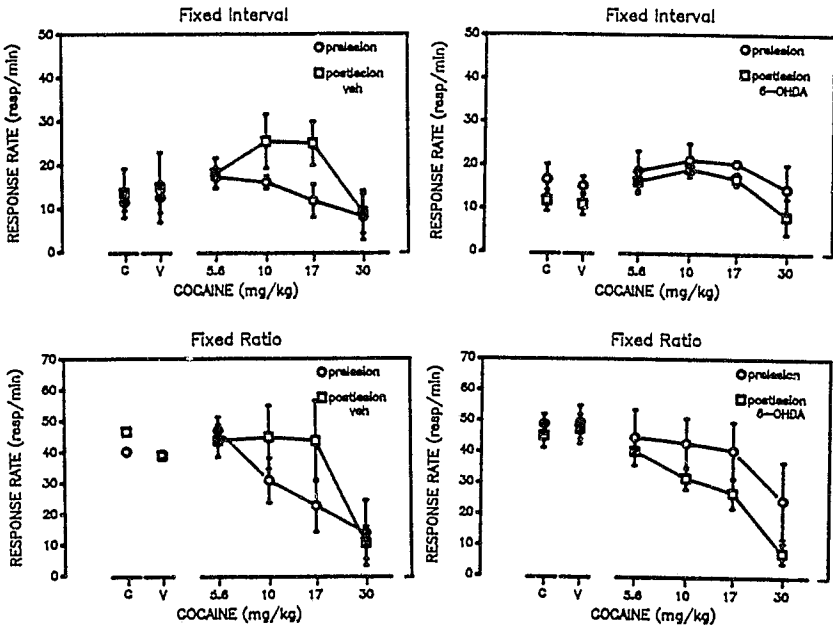 Fixed Interval
50
40
30
20
10
0
RESPONSE RATE (resp/min)
prelesion
postlesion
veh
C
V
5.6
10
17
30
COCAINE (mg/kg)
Fixed Interval
50
40
30
20
10
0
RESPONSE RATE (resp/min)
prelesion
postlesion
6-OHDA
C
V
5.6
10
17
30
COCAINE (mg/kg)
Fixed Ratio
70
60
50
40
30
20
10
0
RESPONSE RATE (resp/min)
prelesion
postlesion
veh
C
V
5.6
10
17
30
COCAINE (mg/kg)
Fixed Ratio
70
60
50
40
30
20
10
0
RESPONSE RATE (resp/min)
prelesion
postlesion
6-OHDA
C
V
5.6
10
17
30
COCAINE (mg/kg)